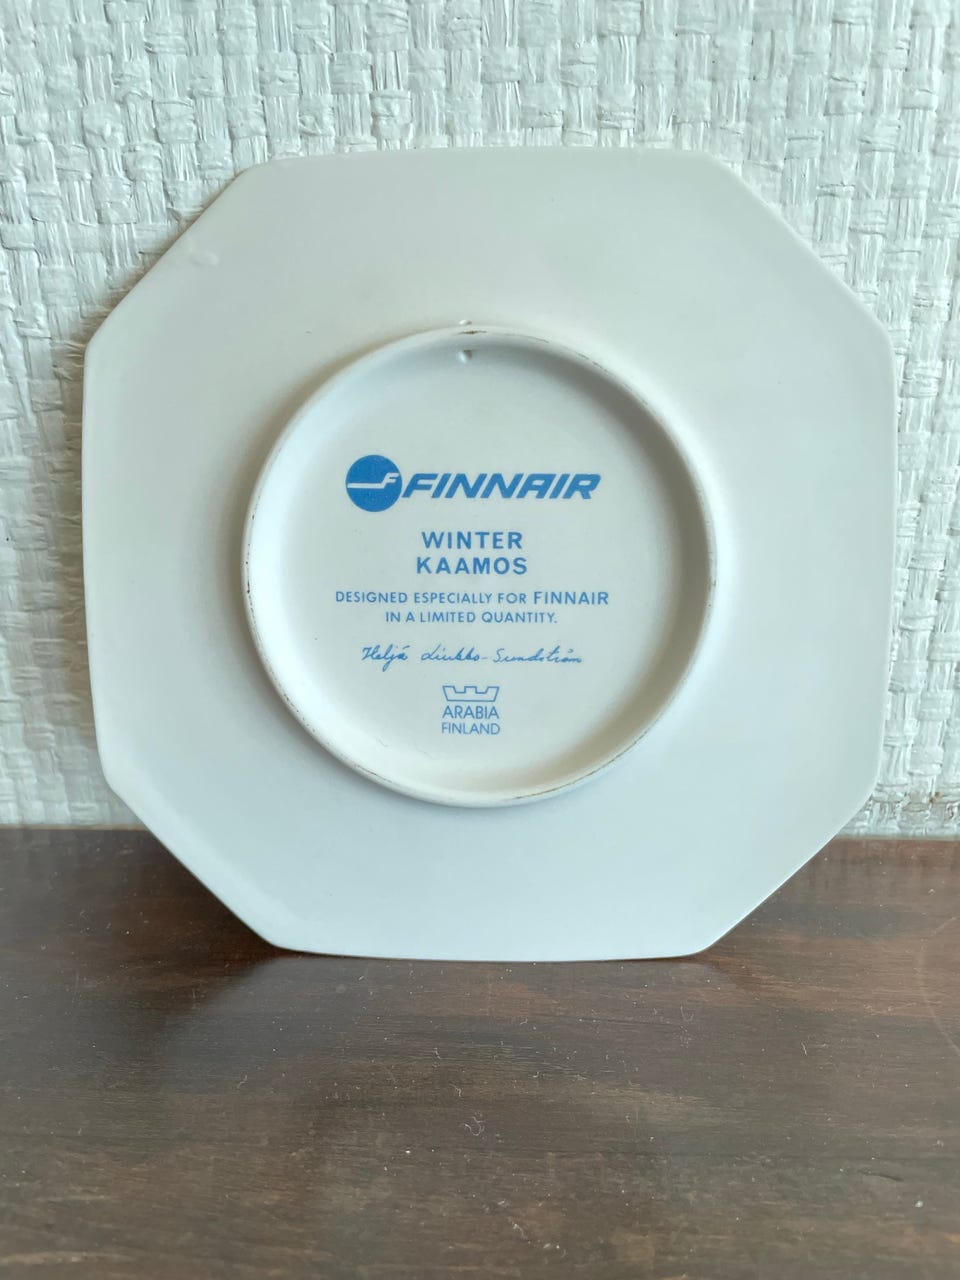 FINNAIR
WINTER
KAAMOS
DESIGNED ESPECIALLY FOR FINNAIR
IN A LIMITED QUANTITY.
Heljä Liukko-Sundström
ARABIA
FINLAND